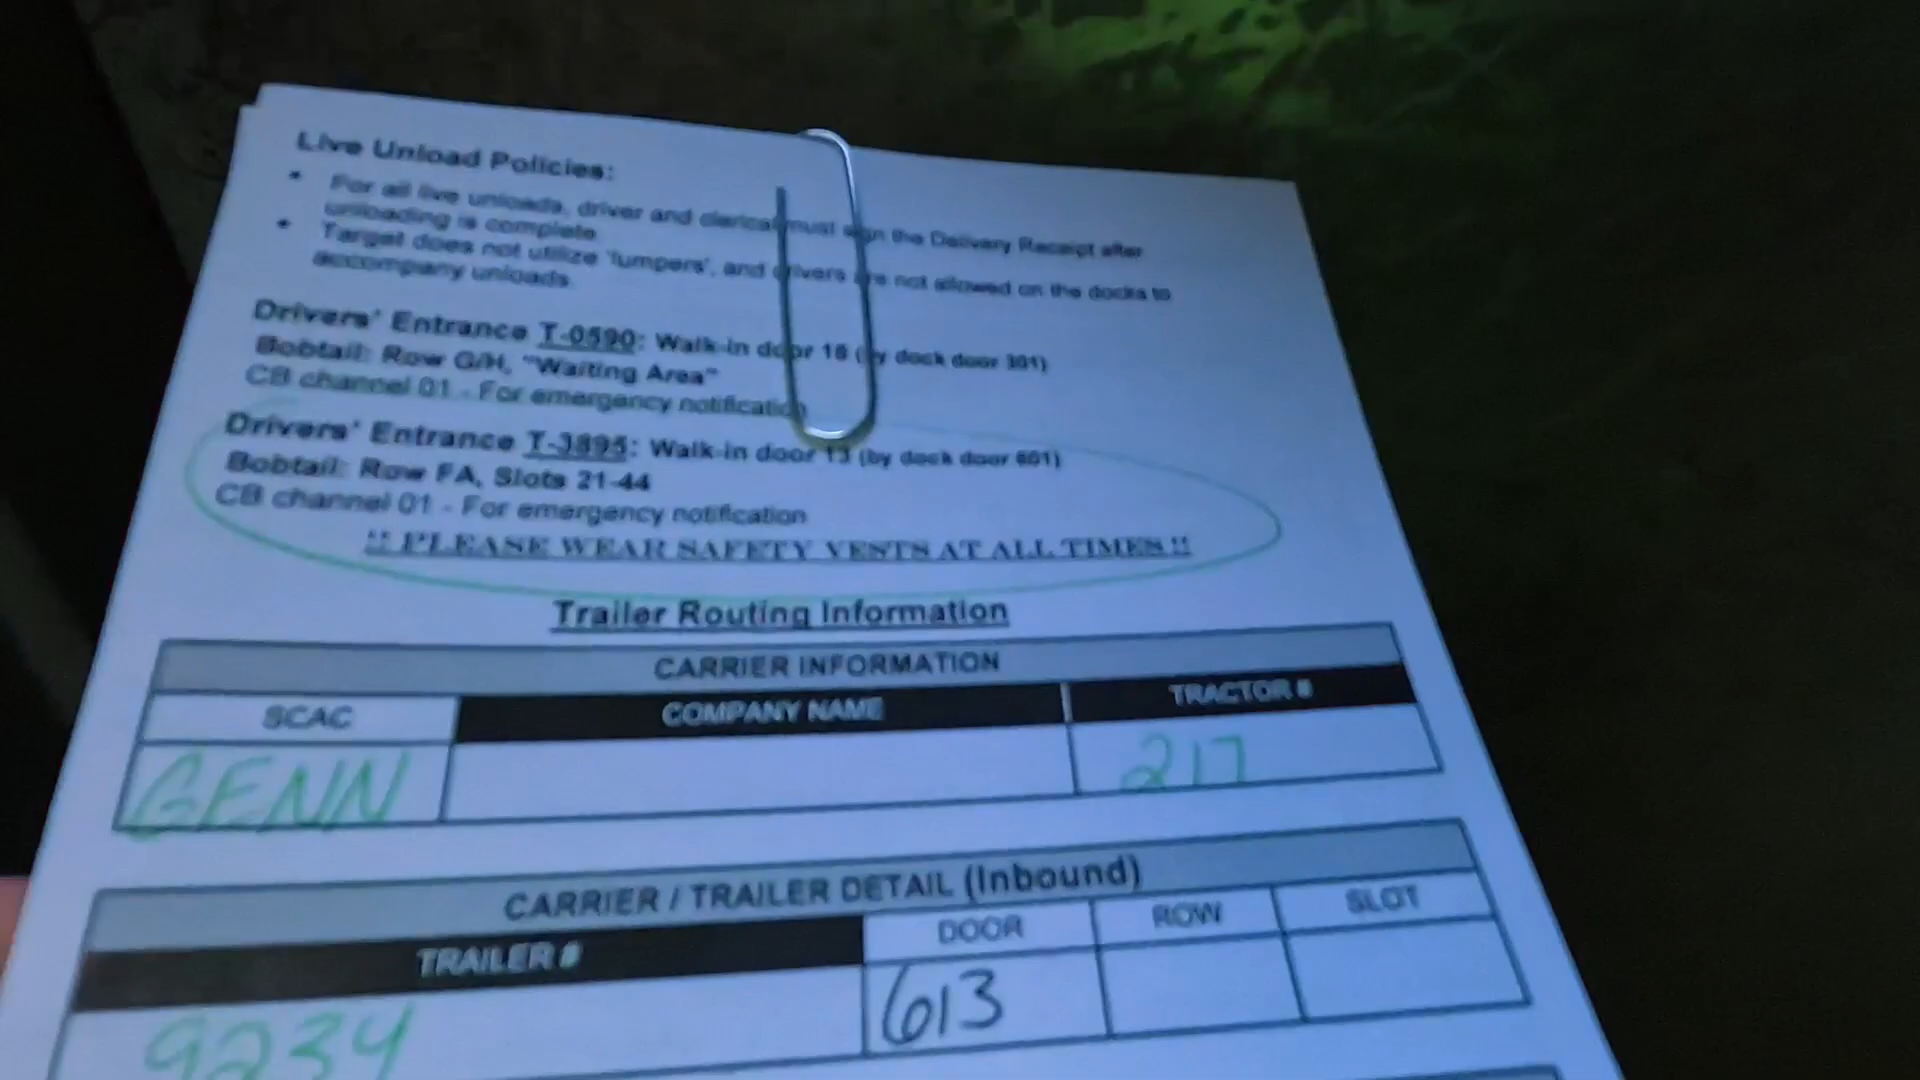 Live Unload Policies:
• For all live unloads, driver and clerical must sign the Delivery Receipt after
unloading is complete.
• Target does not utilize 'lumpers', and drivers are not allowed on the docks to
accompany unloads.
Drivers' Entrance T-0590: Walk-in door 18 (by dock door 301)
Bobtail: Row G/H, "Waiting Area"
CB channel 01 - For emergency notification
Drivers' Entrance T-3895: Walk-in door 13 (by dock door 601)
Bobtail: Row FA, Slots 21-44
CB channel 01 - For emergency notification
!! PLEASE WEAR SAFETY VESTS AT ALL TIMES !!
Trailer Routing Information
CARRIER INFORMATION
SCAC COMPANY NAME TRACTOR #
GENN 217
CARRIER / TRAILER DETAIL (Inbound)
TRAILER # DOOR ROW SLOT
9234 613